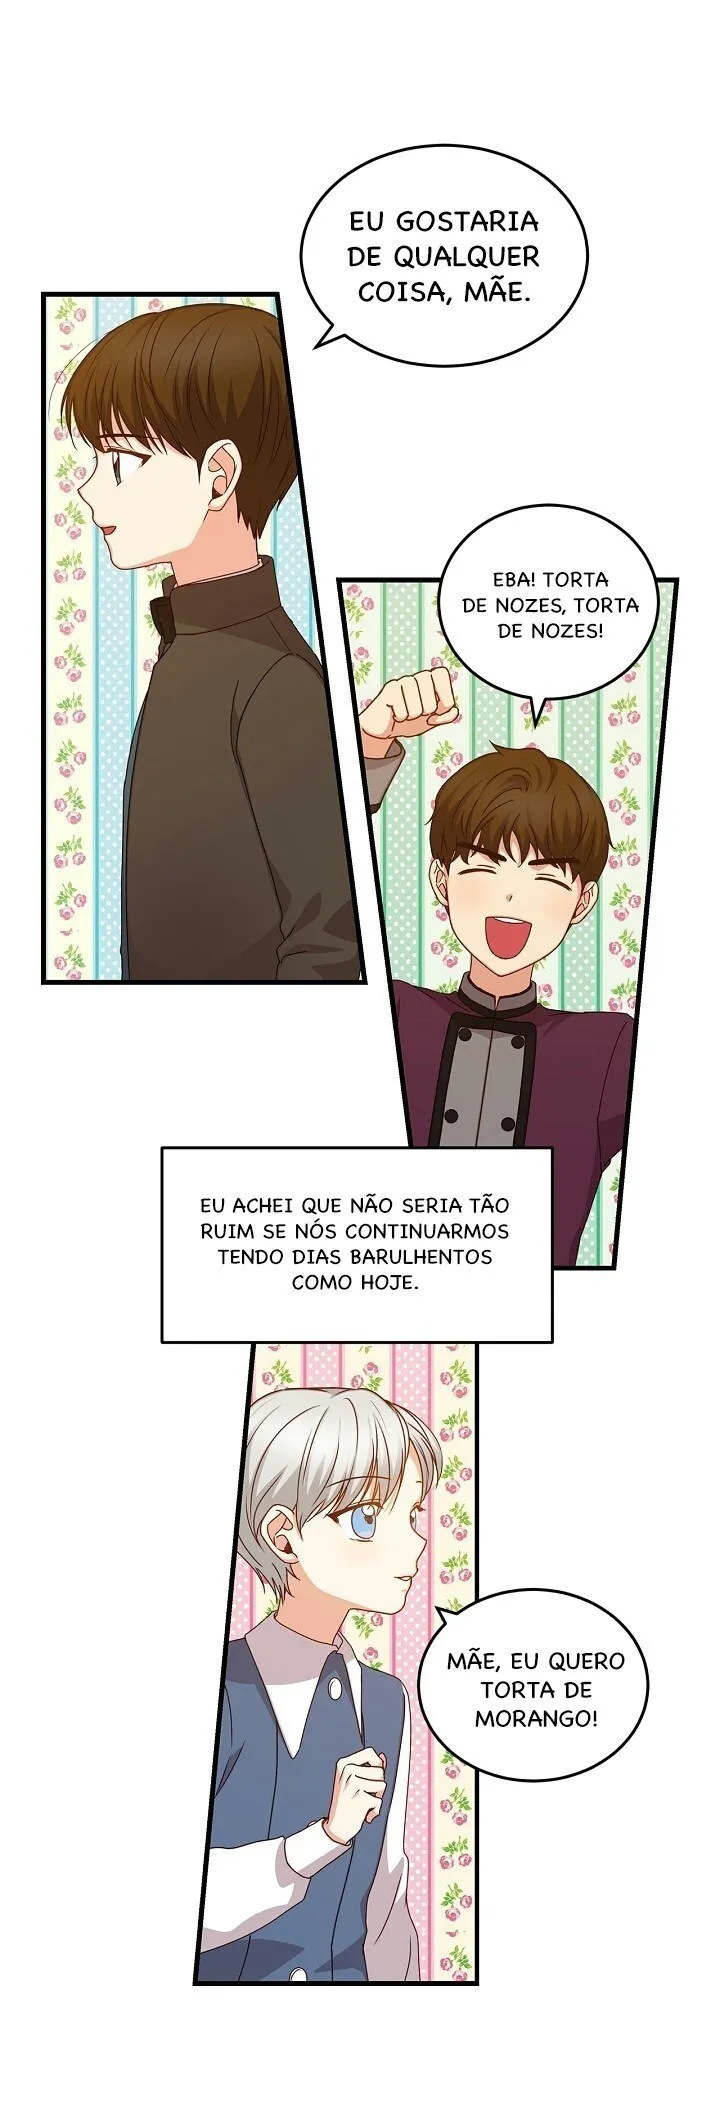 EU GOSTARIA
DE QUALQUER
COISA, MÃE.
EBA! TORTA
DE NOZES, TORTA
DE NOZES!
EU ACHEI QUE NÃO SERIA TÃO
RUIM SE NÓS CONTINUARMOS
TENDO DIAS BARULHENTOS
COMO HOJE.
MÃE, EU QUERO
TORTA DE
MORANGO!